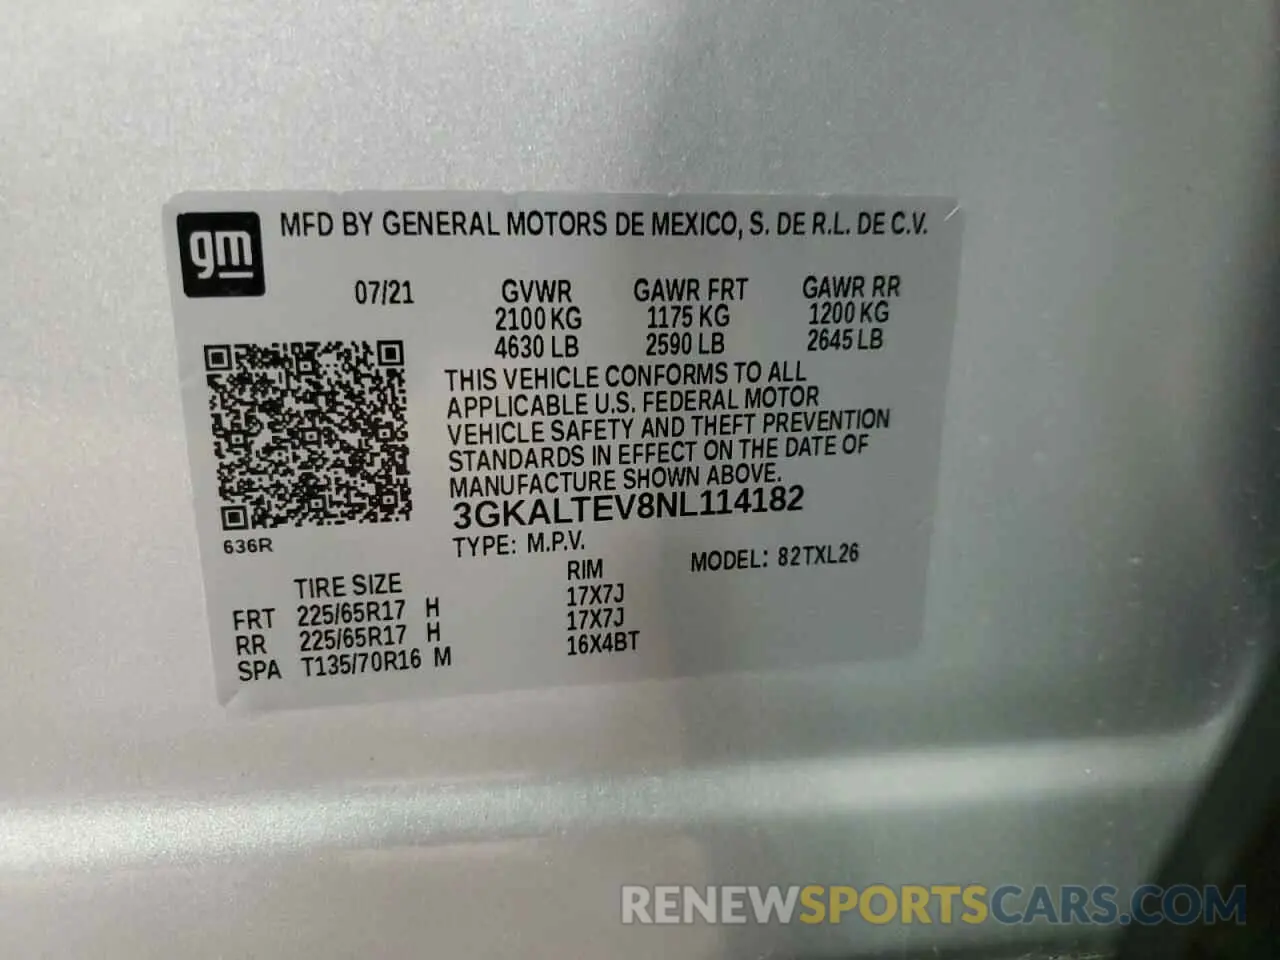 gm
MFD BY GENERAL MOTORS DE MEXICO, S. DE R.L. DE C.V.
07/21 GVWR GAWR FRT GAWR RR
2100 KG 1175 KG 1200 KG
4630 LB 2590 LB 2645 LB
THIS VEHICLE CONFORMS TO ALL
APPLICABLE U.S. FEDERAL MOTOR
VEHICLE SAFETY AND THEFT PREVENTION
STANDARDS IN EFFECT ON THE DATE OF
MANUFACTURE SHOWN ABOVE.
3GKALTEV8NL114182
636R
TYPE: M.P.V. MODEL: 82TXL26
TIRE SIZE RIM
FRT 225/65R17 H 17X7J
RR 225/65R17 H 17X7J
SPA T135/70R16 M 16X4BT
RENEWSPORTSCARS.COM